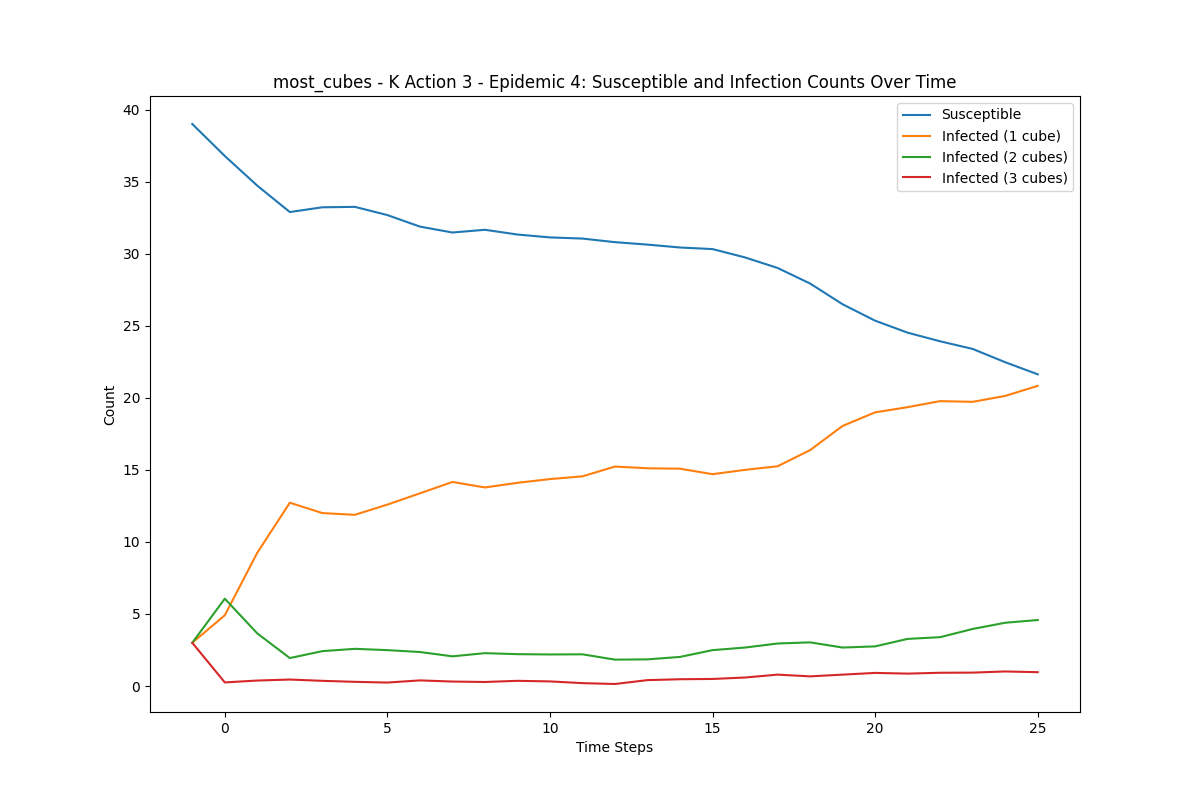 most_cubes - K Action 3 - Epidemic 4: Susceptible and Infection Counts Over Time
Susceptible
Infected (1 cube)
Infected (2 cubes)
Infected (3 cubes)
40
35
30
25
20
15
10
5
0
Count
0 5 10 15 20 25
Time Steps